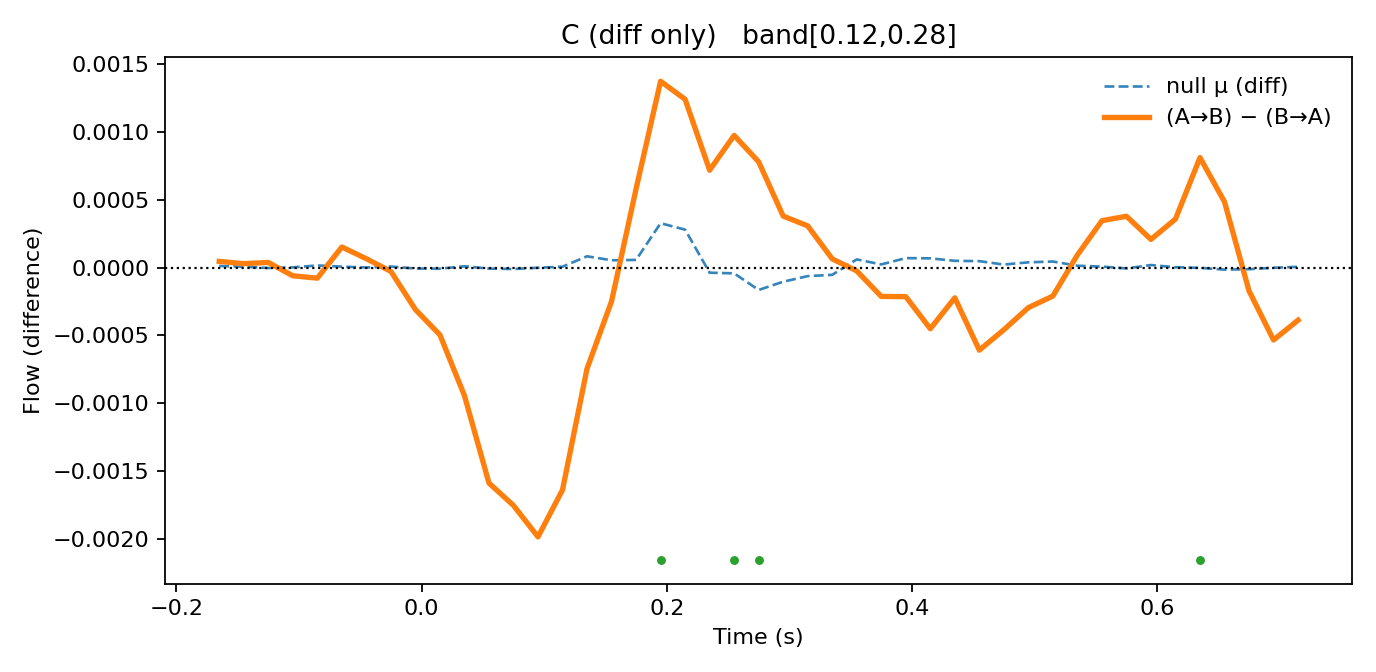 C (diff only)   band[0.12,0.28]
null μ (diff)
(A→B) − (B→A)
Flow (difference)
0.0015
0.0010
0.0005
0.0000
−0.0005
−0.0010
−0.0015
−0.0020
−0.2 0.0 0.2 0.4 0.6
Time (s)